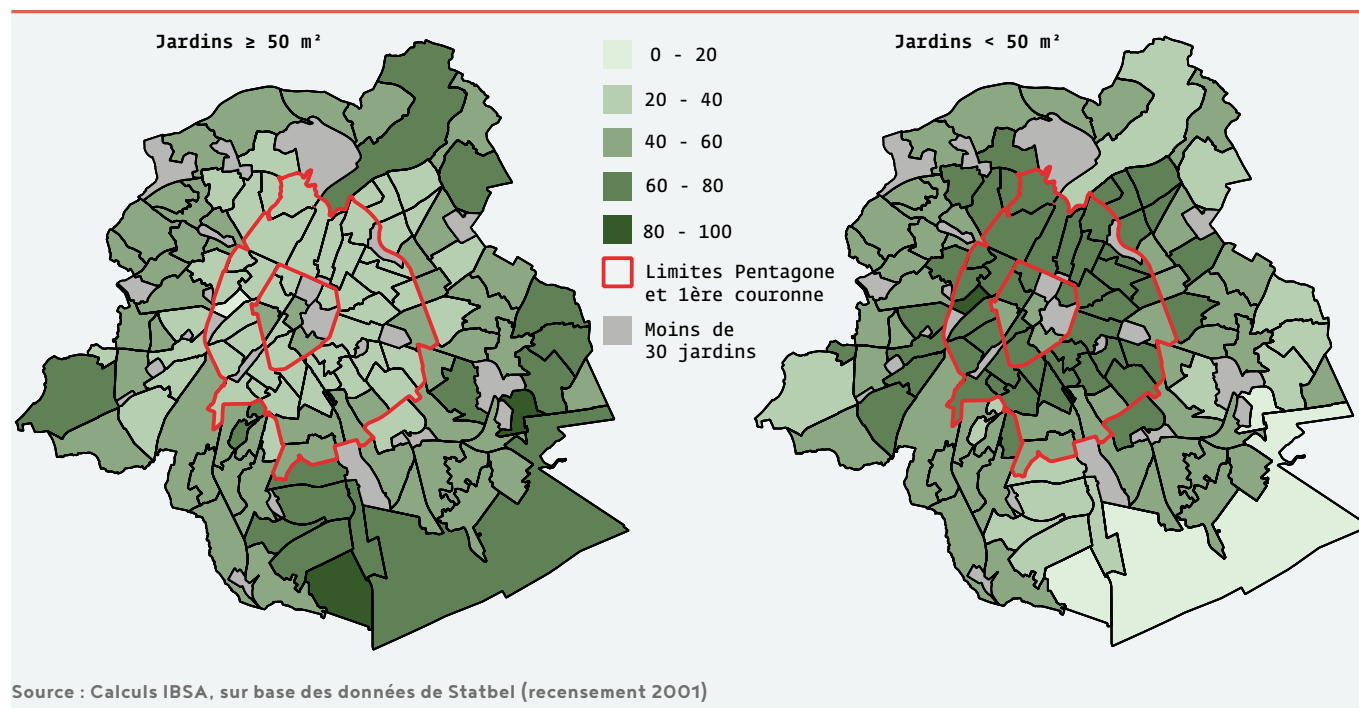 Jardins ≥ 50 m²
Jardins < 50 m²
0 - 20
20 - 40
40 - 60
60 - 80
80 - 100
Limites Pentagone
et 1ère couronne
Moins de
30 jardins
Source : Calculs IBSA, sur base des données de Statbel (recensement 2001)